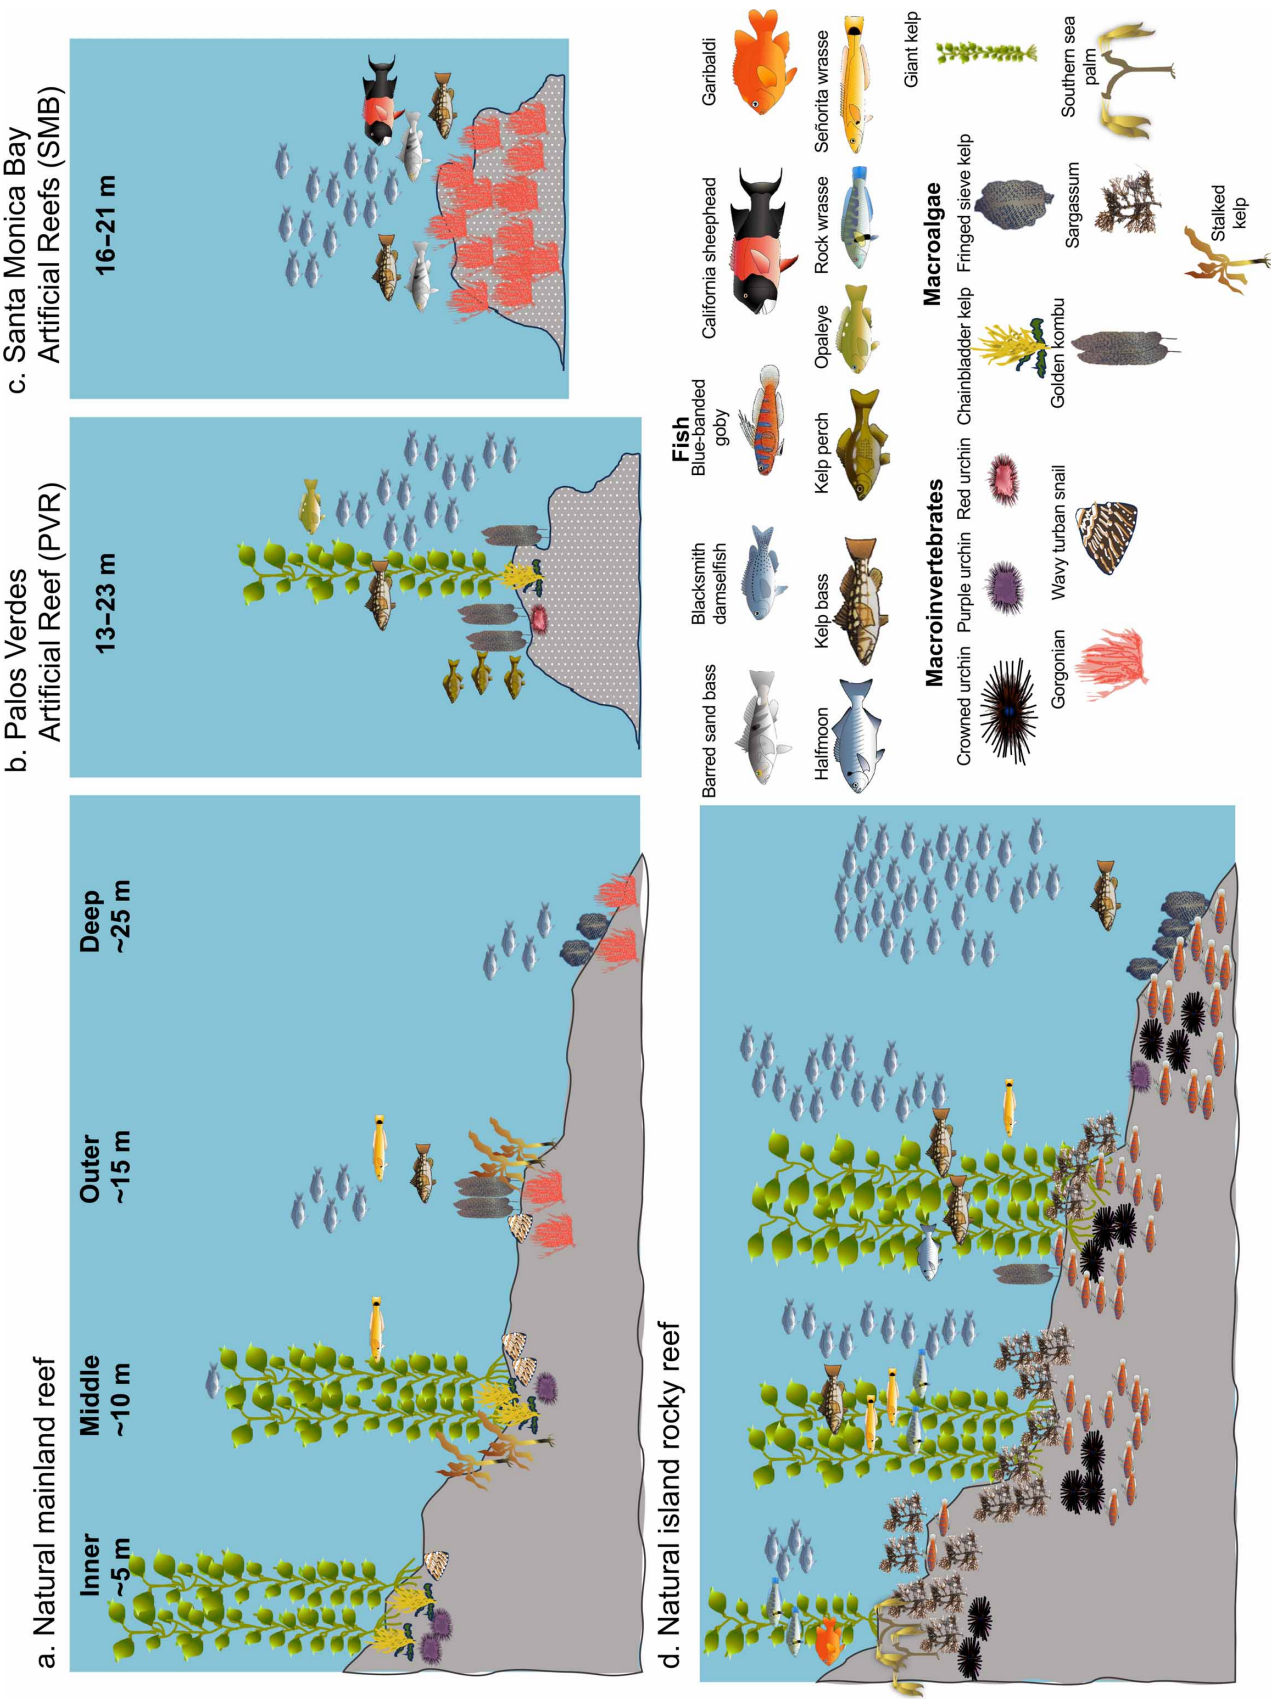 a. Natural mainland reef
Inner
~5 m
Middle
~10 m
Outer
~15 m
Deep
~25 m
b. Palos Verdes
Artificial Reef (PVR)
13–23 m
c. Santa Monica Bay
Artificial Reefs (SMB)
16–21 m
d. Natural island rocky reef
Fish
Barred sand bass
Blacksmith
damselfish
Blue-banded
goby
California sheephead
Garibaldi
Halfmoon
Kelp bass
Kelp perch
Opaleye
Rock wrasse
Señorita wrasse
Macroinvertebrates
Crowned urchin
Purple urchin
Red urchin
Gorgonian
Wavy turban snail
Macroalgae
Chainbladder kelp
Fringed sieve kelp
Giant kelp
Golden kombu
Sargassum
Southern sea
palm
Stalked
kelp